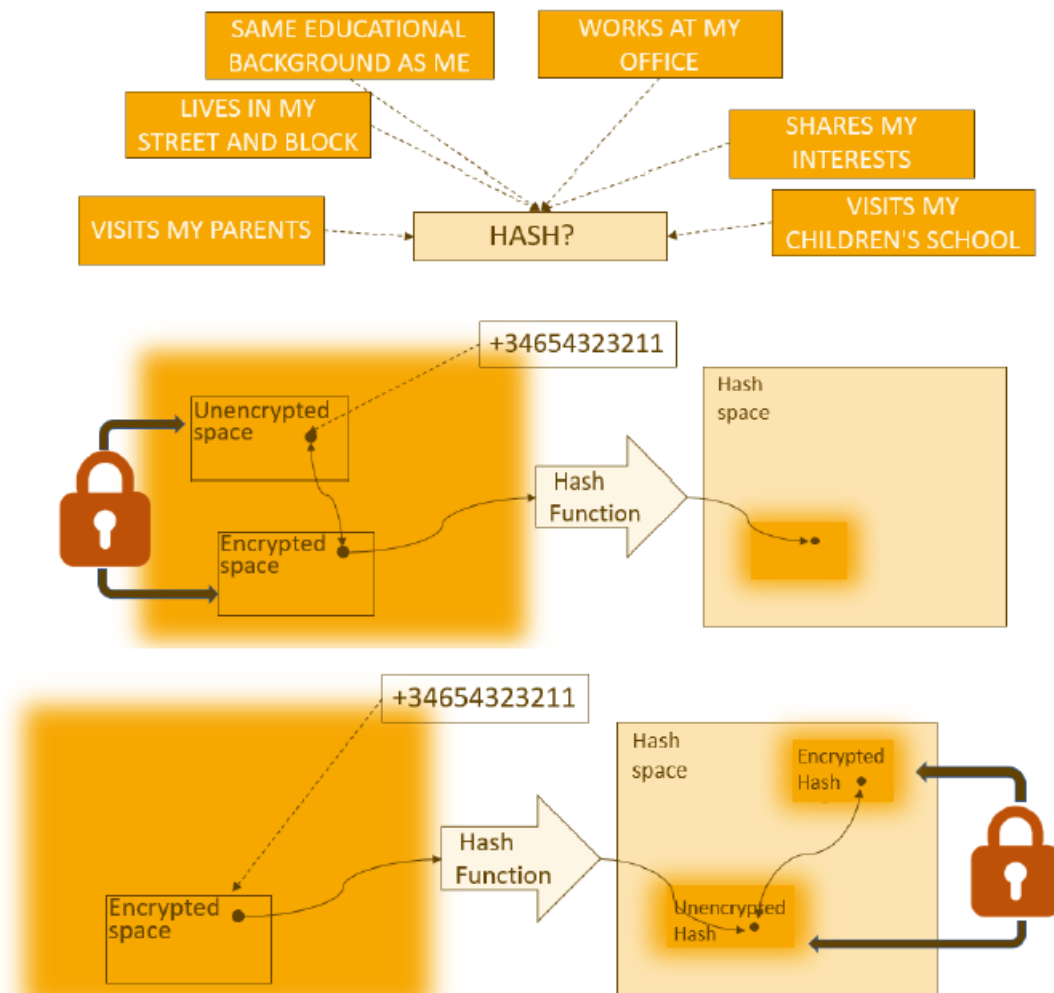 SAME EDUCATIONAL
BACKGROUND AS ME
WORKS AT MY
OFFICE
LIVES IN MY
STREET AND BLOCK
SHARES MY
INTERESTS
VISITS MY PARENTS
HASH?
VISITS MY
CHILDREN'S SCHOOL
+34654323211
Unencrypted
space
Hash
space
Hash
Function
Encrypted
space
+34654323211
Hash
space
Encrypted
Hash
Hash
Function
Encrypted
space
Unencrypted
Hash